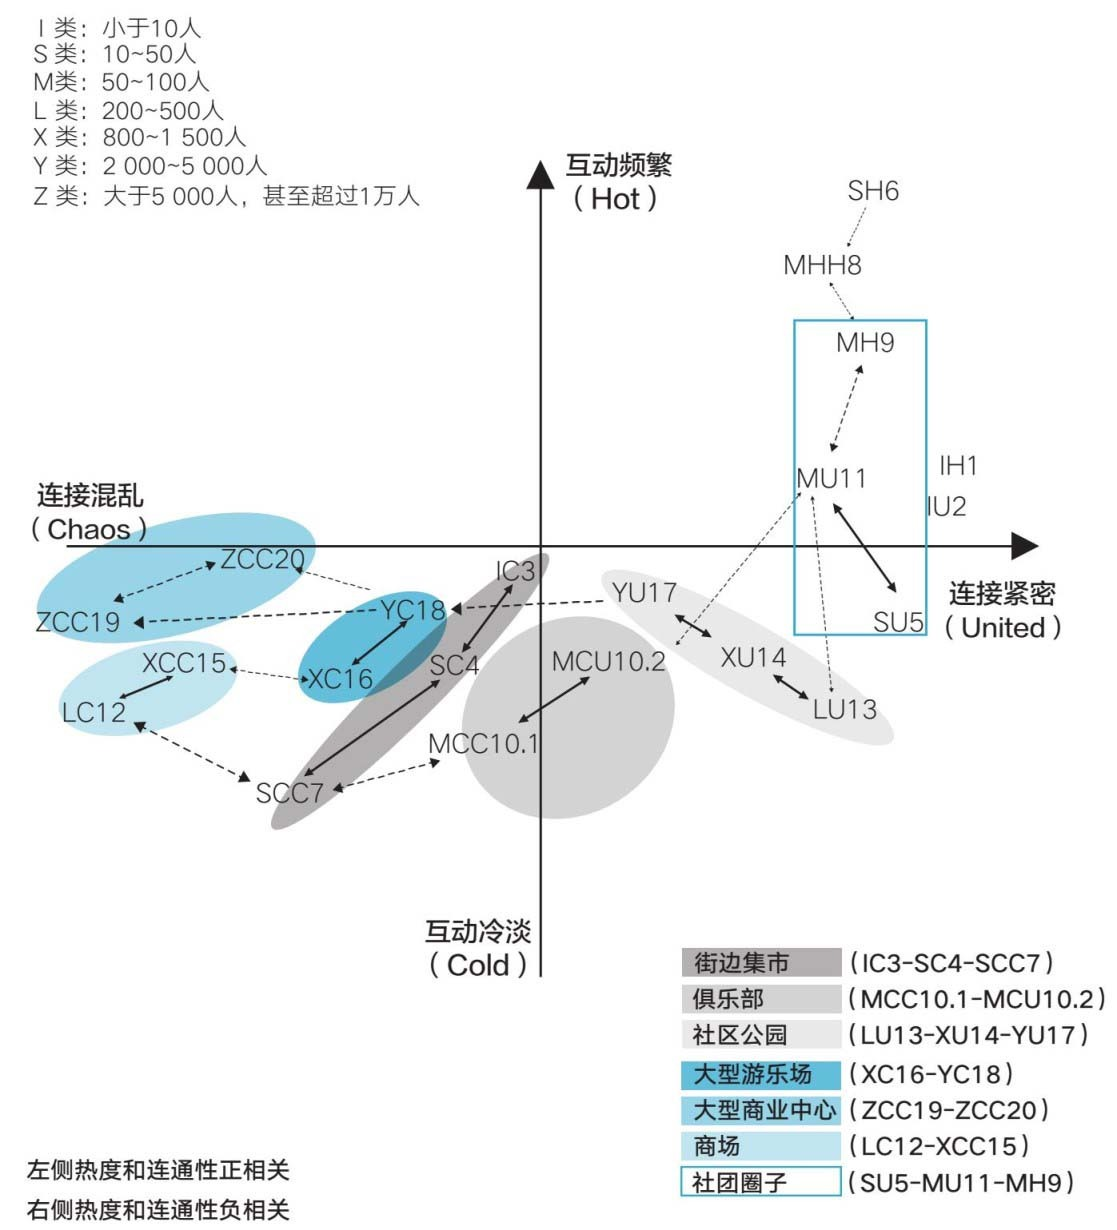 I 类：小于10人
S 类：10~50人
M类：50~100人
L 类：200~500人
X 类：800~1 500人
Y 类：2 000~5 000人
Z 类：大于5 000人，甚至超过1万人
互动频繁
（Hot）
SH6
MHH8
MH9
MU11
IH1
IU2
连接混乱
（Chaos）
ZCC20
IC3
YU17
连接紧密
（United）
ZCC19
YC18
SU5
XCC15
XC16
SC4
MCU10.2
XU14
LC12
LU13
MCC10.1
SCC7
互动冷淡
（Cold）
街边集市（IC3-SC4-SCC7）
俱乐部（MCC10.1-MCU10.2）
社区公园（LU13-XU14-YU17）
大型游乐场（XC16-YC18）
大型商业中心（ZCC19-ZCC20）
商场（LC12-XCC15）
社团圈子（SU5-MU11-MH9）
左侧热度和连通性正相关
右侧热度和连通性负相关